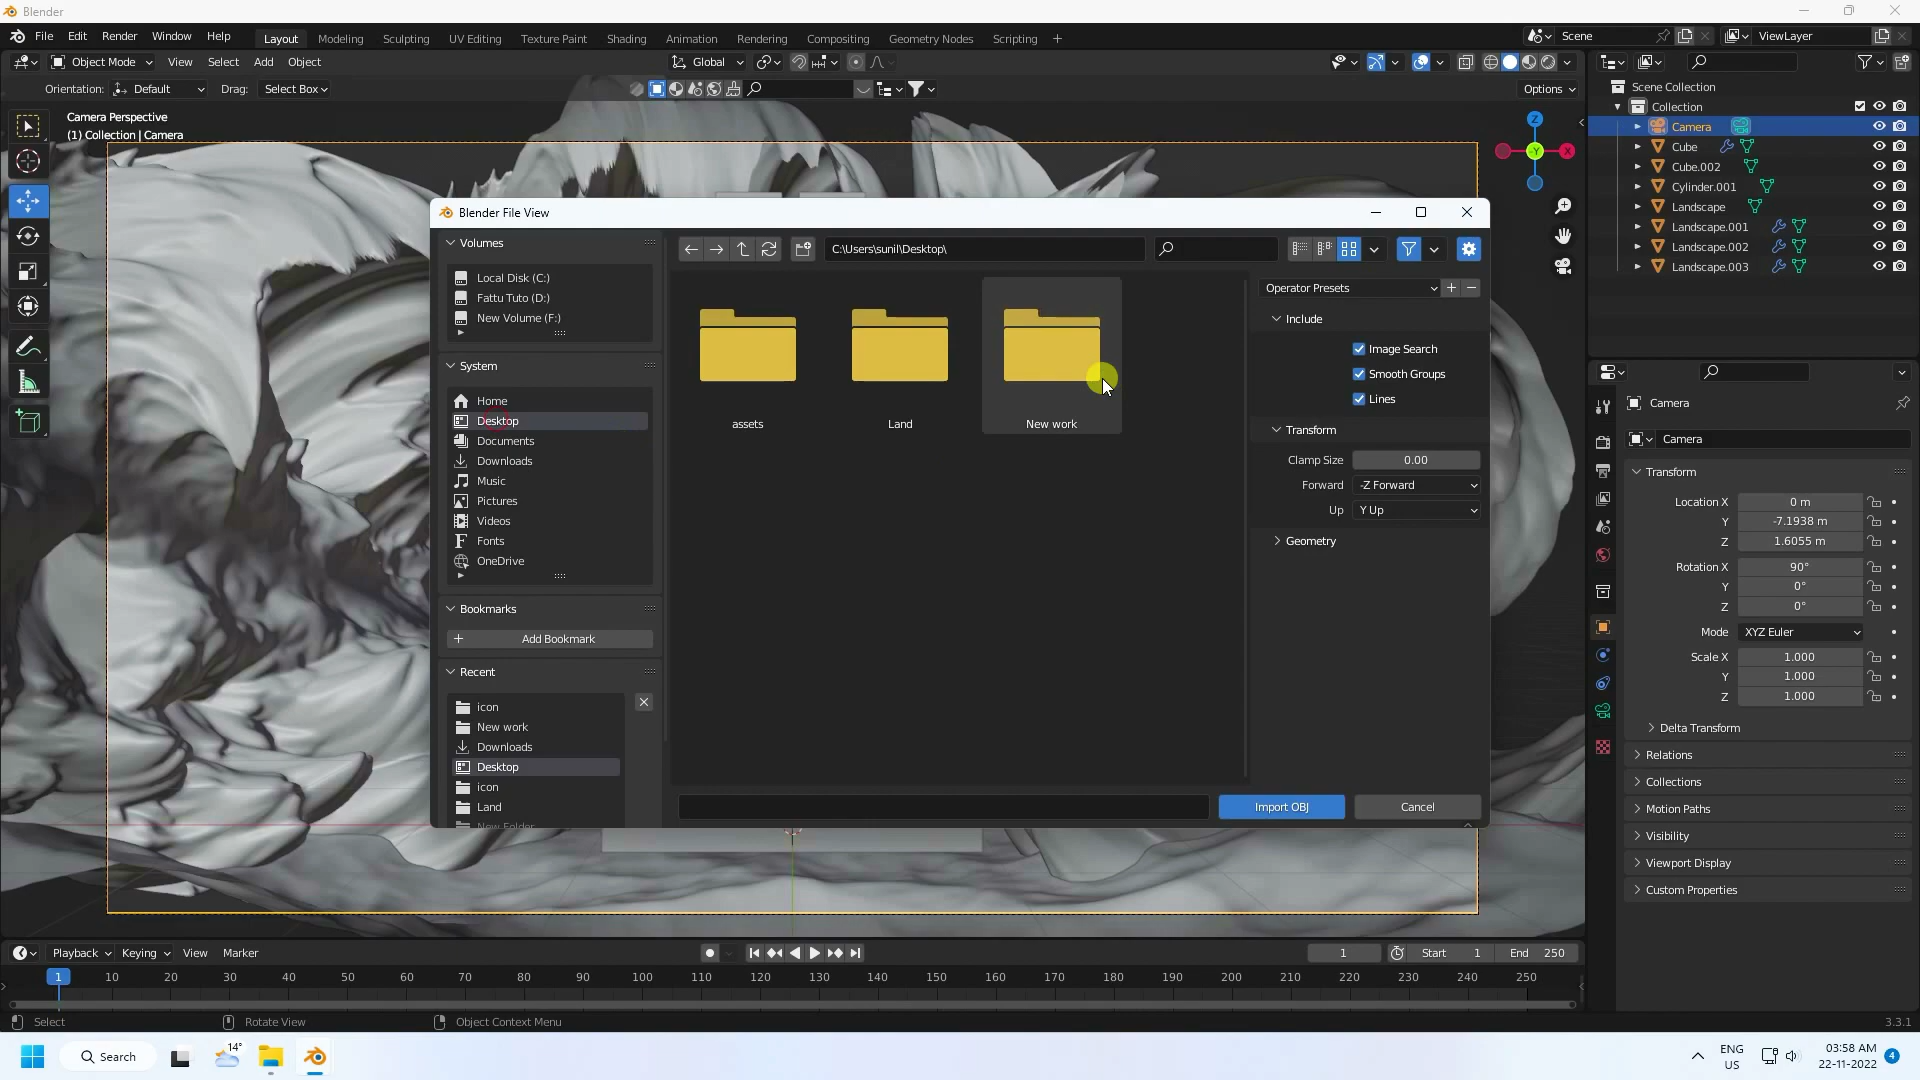 Blender
File Edit Render Window Help Layout Modeling Sculpting UV Editing Texture Paint Shading Animation Rendering Compositing Geometry Nodes Scripting + Scene ViewLayer
Object Mode View Select Add Object Global
Orientation: Default Drag: Select Box Options
Camera Perspective
(1) Collection | Camera
Z
Y
X
Scene Collection
Collection
Camera
Cube
Cube.002
Cylinder.001
Landscape
Landscape.001
Landscape.002
Landscape.003
Blender File View
Volumes
Local Disk (C:)
Fattu Tuto (D:)
New Volume (F:)
System
Home
Desktop
Documents
Downloads
Music
Pictures
Videos
Fonts
OneDrive
Bookmarks
Add Bookmark
Recent
icon
New work
Downloads
Desktop
icon
Land
New Folder
C:\Users\sunil\Desktop\
assets
Land
New work
Operator Presets
Include
Image Search
Smooth Groups
Lines
Transform
Clamp Size 0.00
Forward -Z Forward
Up Y Up
Geometry
Import OBJ Cancel
Camera
Camera
Transform
Location X 0 m
Y -7.1938 m
Z 1.6055 m
Rotation X 90°
Y 0°
Z 0°
Mode XYZ Euler
Scale X 1.000
Y 1.000
Z 1.000
Delta Transform
Relations
Collections
Motion Paths
Visibility
Viewport Display
Custom Properties
Playback Keying View Marker 1 Start 1 End 250
1 10 20 30 40 50 60 70 80 90 100 110 120 130 140 150 160 170 180 190 200 210 220 230 240 250
Select Rotate View Object Context Menu 3.3.1
Search 14° ENG US 03:58 AM 22-11-2022 4